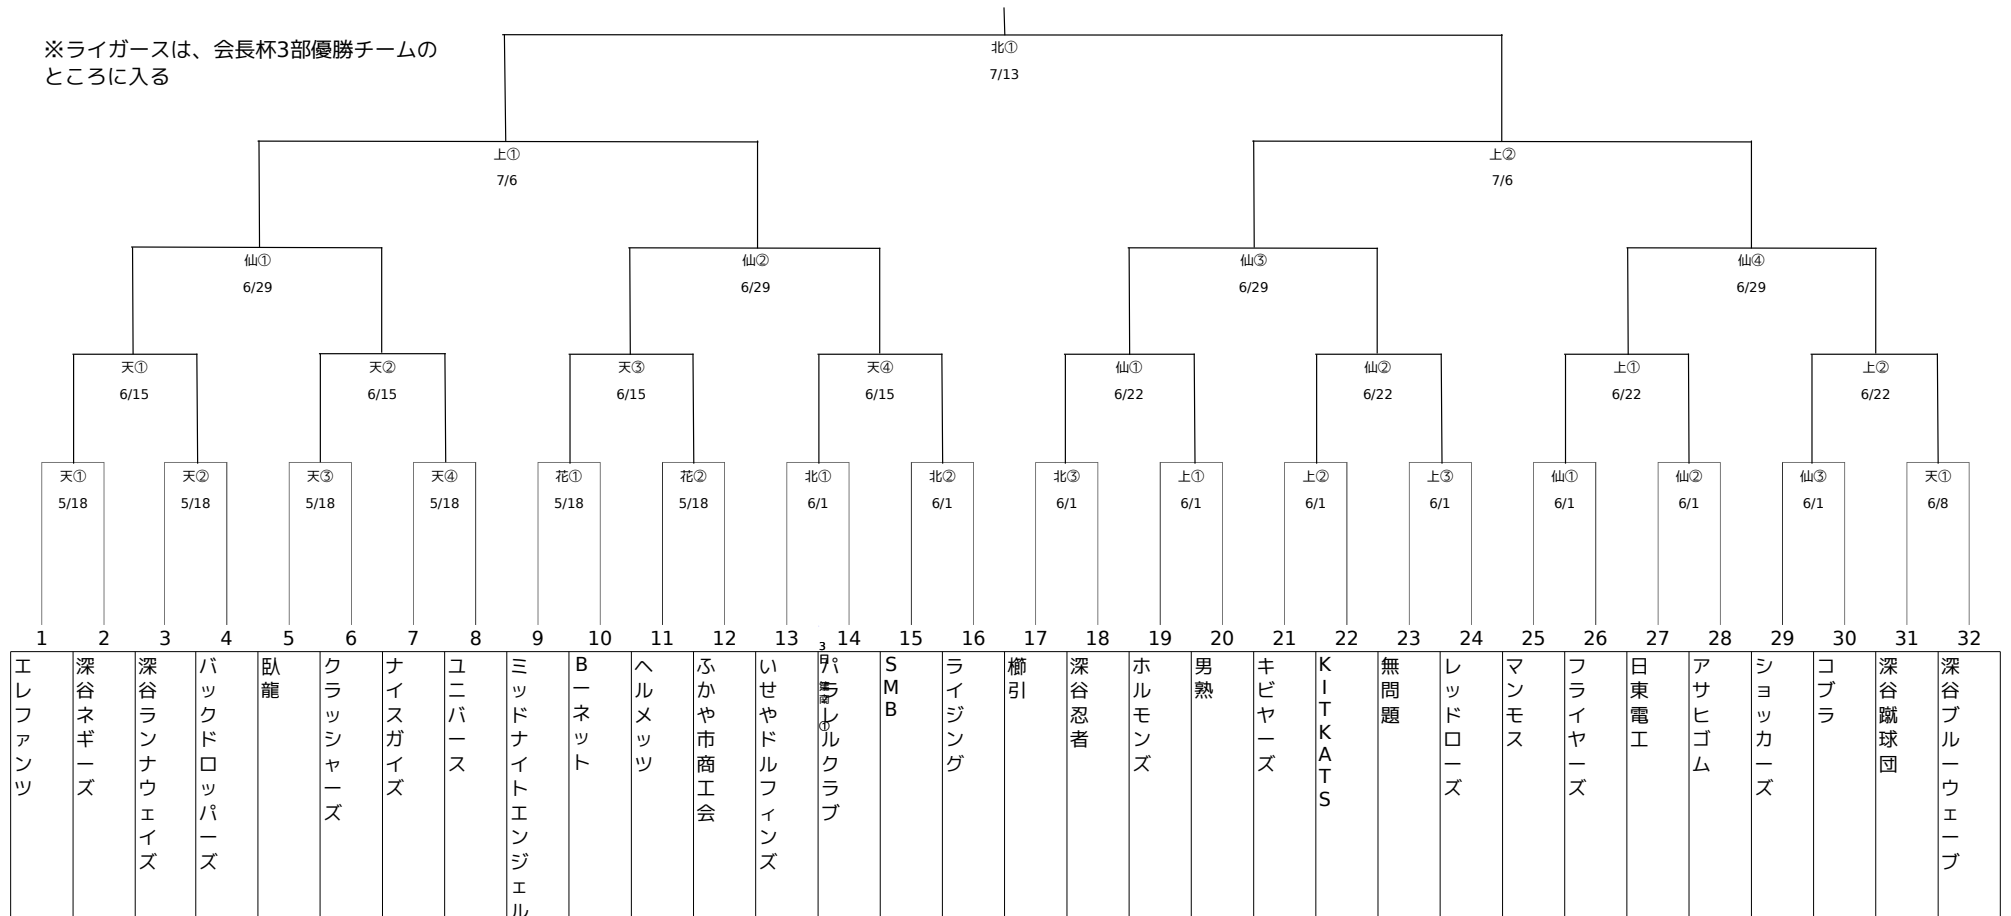 ※ライガースは、会長杯3部優勝チームの
ところに入る
北①
7/13
上①
7/6
上②
7/6
仙①
6/29
仙②
6/29
仙③
6/29
仙④
6/29
天①
6/15
天②
6/15
天③
6/15
天④
6/15
仙①
6/22
仙②
6/22
上①
6/22
上②
6/22
天①
5/18
天②
5/18
天③
5/18
天④
5/18
花①
5/18
花②
5/18
北①
6/1
北②
6/1
北③
6/1
上①
6/1
上②
6/1
上③
6/1
仙①
6/1
仙②
6/1
仙③
6/1
天①
6/8
1
2
3
4
5
6
7
8
9
10
11
12
13
14
15
16
17
18
19
20
21
22
23
24
25
26
27
28
29
30
31
32
エレファンツ
深谷ネギーズ
深谷ランナウェイズ
バックドロッパーズ
臥龍
クラッシャーズ
ナイスガイズ
ユニバース
ミッドナイトエンジェル
Bーネット
ヘルメッツ
ふかや市商工会
いせやドルフィンズ
パラレルクラブ
SMB
ライジング
櫛引
深谷忍者
ホルモンズ
男熟
キビヤーズ
KITKATS
無問題
レッドローズ
マンモス
フライヤーズ
日東電工
アサヒゴム
ショッカーズ
コブラ
深谷蹴球団
深谷ブルーウェーブ